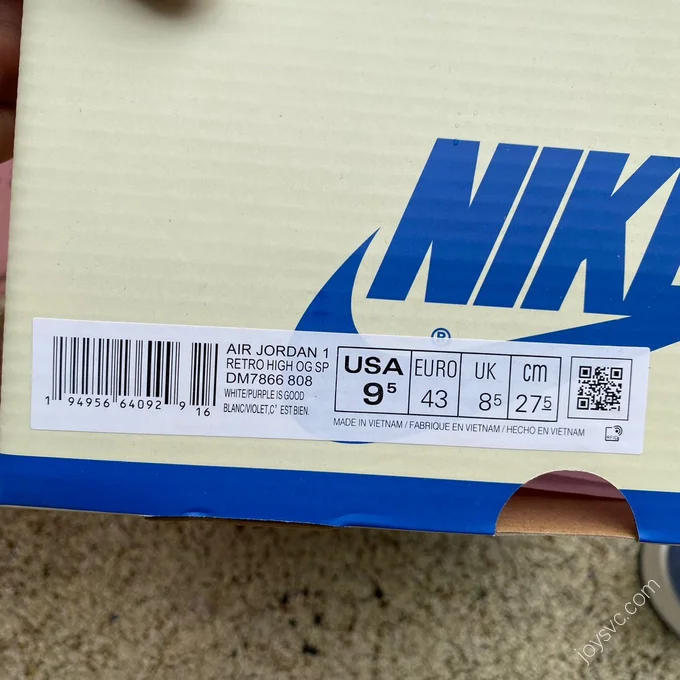 NIKE
®
AIR JORDAN 1
RETRO HIGH OG SP
DM7866 808
WHITE/PURPLE IS GOOD
BLANC/VIOLET,C' EST BIEN.
1 94956 64092 9 16
USA EURO UK cm
9⁵ 43 8⁵ 27⁵
MADE IN VIETNAM / FABRIQUE EN VIETNAM / HECHO EN VIETNAM
RFID
joysvc.com